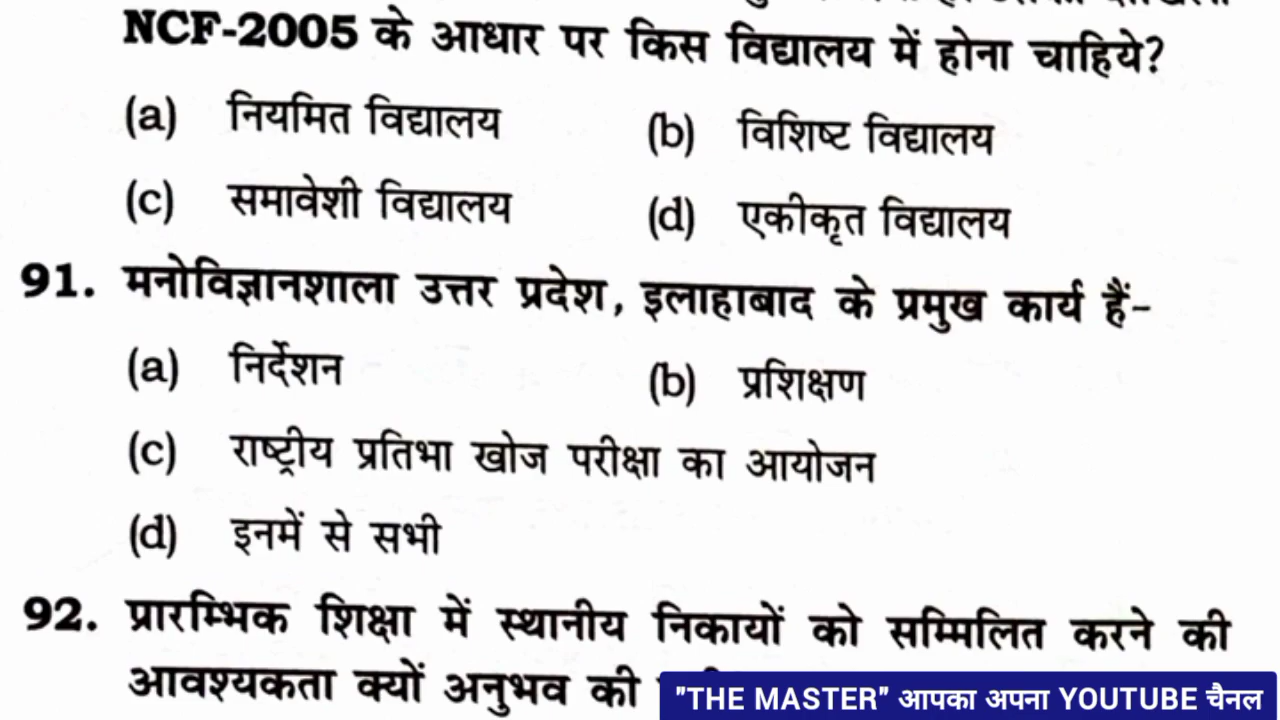 NCF-2005 के आधार पर किस विद्यालय में होना चाहिये?
(a) नियमित विद्यालय (b) विशिष्ट विद्यालय
(c) समावेशी विद्यालय (d) एकीकृत विद्यालय
91. मनोविज्ञानशाला उत्तर प्रदेश, इलाहाबाद के प्रमुख कार्य हैं-
(a) निर्देशन (b) प्रशिक्षण
(c) राष्ट्रीय प्रतिभा खोज परीक्षा का आयोजन
(d) इनमें से सभी
92. प्रारम्भिक शिक्षा में स्थानीय निकायों को सम्मिलित करने की
आवश्यकता क्यों अनुभव की
"THE MASTER" आपका अपना YOUTUBE चैनल